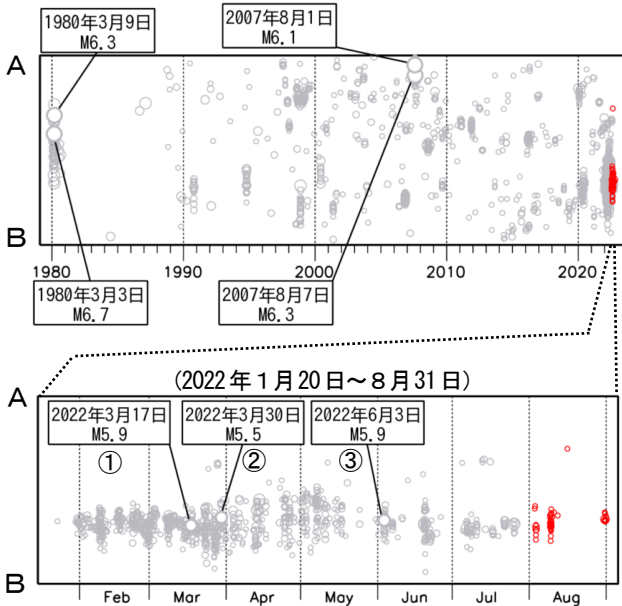 1980年3月9日
M6.3
2007年8月1日
M6.1
A
B
1980
1990
2000
2010
2020
1980年3月3日
M6.7
2007年8月7日
M6.3
(2022年1月20日~8月31日)
A
2022年3月17日
M5.9
2022年3月30日
M5.5
2022年6月3日
M5.9
①
②
③
B
Feb
Mar
Apr
May
Jun
Jul
Aug